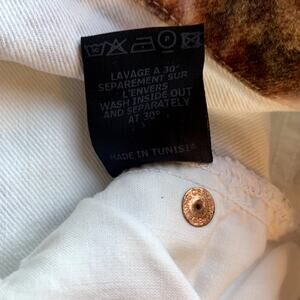 LAVAGE A 30°
SEPAREMENT SUR
L'ENVERS
WASH INSIDE OUT
AND SEPARATELY
AT 30°
MADE IN TUNISIA